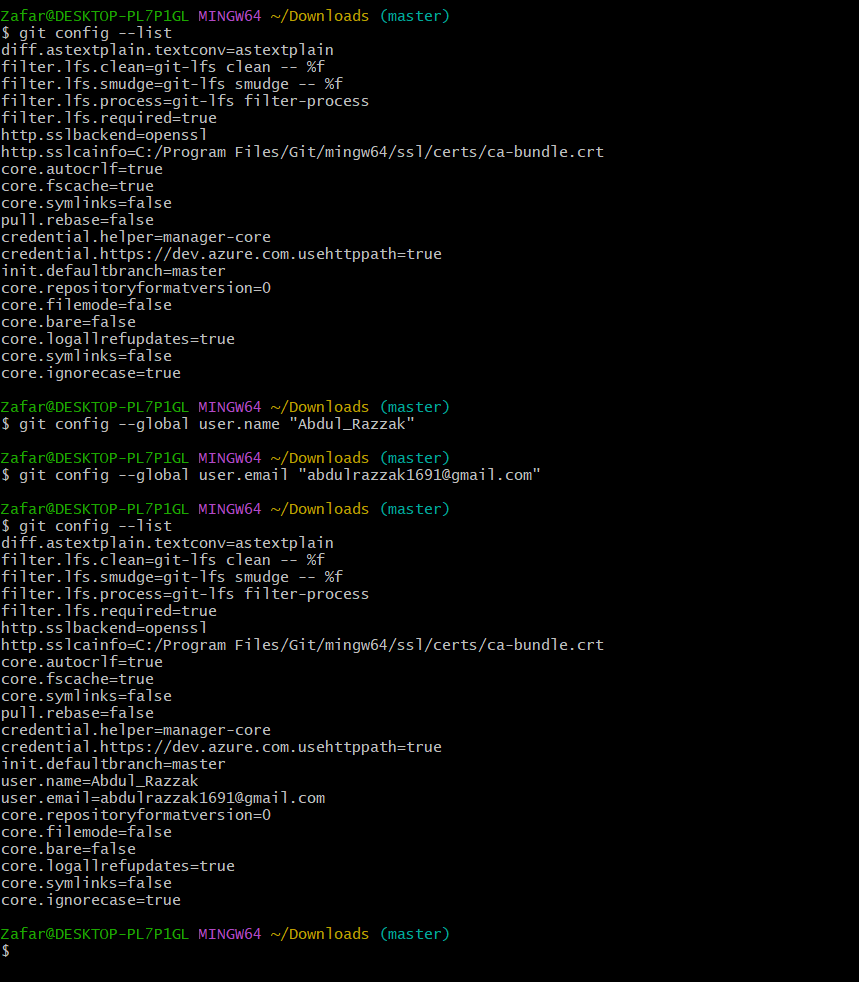 Zafar@DESKTOP-PL7P1GL MINGW64 ~/Downloads (master)
$ git config --list
diff.astextplain.textconv=astextplain
filter.lfs.clean=git-lfs clean -- %f
filter.lfs.smudge=git-lfs smudge -- %f
filter.lfs.process=git-lfs filter-process
filter.lfs.required=true
http.sslbackend=openssl
http.sslcainfo=C:/Program Files/Git/mingw64/ssl/certs/ca-bundle.crt
core.autocrlf=true
core.fscache=true
core.symlinks=false
pull.rebase=false
credential.helper=manager-core
credential.https://dev.azure.com.usehttppath=true
init.defaultbranch=master
core.repositoryformatversion=0
core.filemode=false
core.bare=false
core.logallrefupdates=true
core.symlinks=false
core.ignorecase=true

Zafar@DESKTOP-PL7P1GL MINGW64 ~/Downloads (master)
$ git config --global user.name "Abdul_Razzak"

Zafar@DESKTOP-PL7P1GL MINGW64 ~/Downloads (master)
$ git config --global user.email "abdulrazzak1691@gmail.com"

Zafar@DESKTOP-PL7P1GL MINGW64 ~/Downloads (master)
$ git config --list
diff.astextplain.textconv=astextplain
filter.lfs.clean=git-lfs clean -- %f
filter.lfs.smudge=git-lfs smudge -- %f
filter.lfs.process=git-lfs filter-process
filter.lfs.required=true
http.sslbackend=openssl
http.sslcainfo=C:/Program Files/Git/mingw64/ssl/certs/ca-bundle.crt
core.autocrlf=true
core.fscache=true
core.symlinks=false
pull.rebase=false
credential.helper=manager-core
credential.https://dev.azure.com.usehttppath=true
init.defaultbranch=master
user.name=Abdul_Razzak
user.email=abdulrazzak1691@gmail.com
core.repositoryformatversion=0
core.filemode=false
core.bare=false
core.logallrefupdates=true
core.symlinks=false
core.ignorecase=true

Zafar@DESKTOP-PL7P1GL MINGW64 ~/Downloads (master)
$